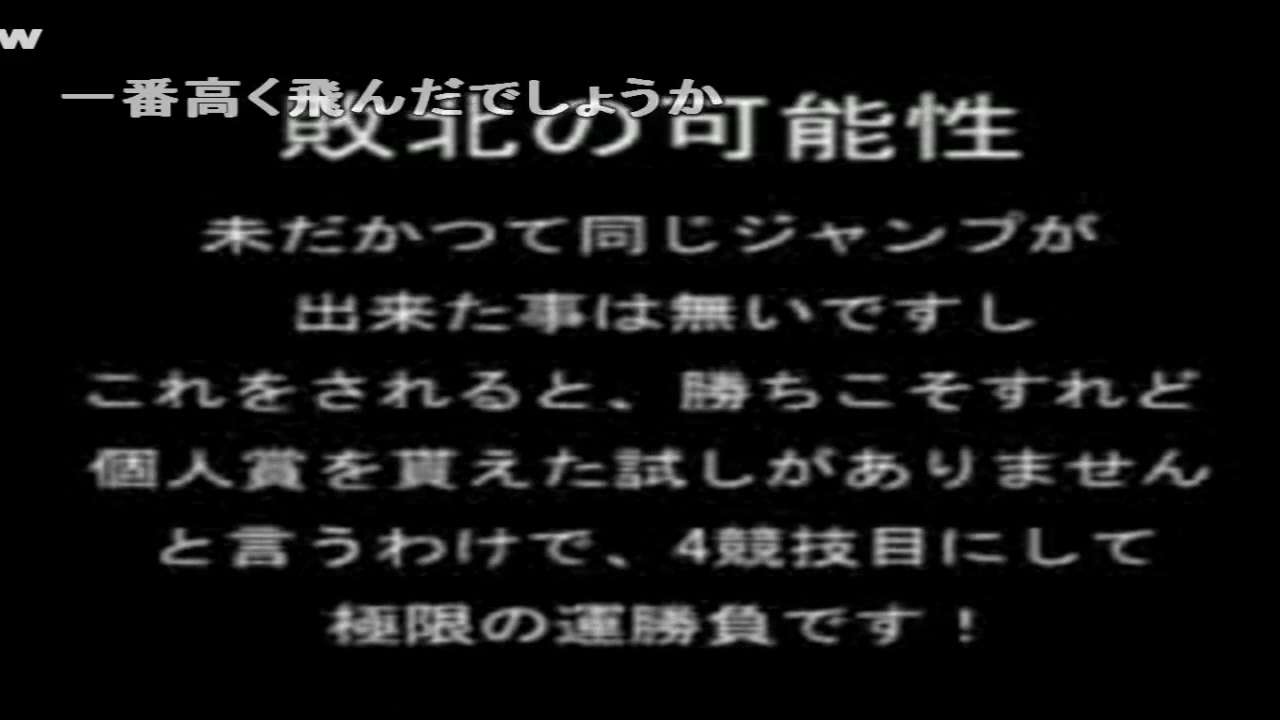 w
一番高く飛んだでしょうか
敗北の可能性
未だかつて同じジャンプが
出来た事は無いですし
これをされると、勝ちこそすれど
個人賞を貰えた試しがありません
と言うわけで、4競技目にして
極限の運勝負です！